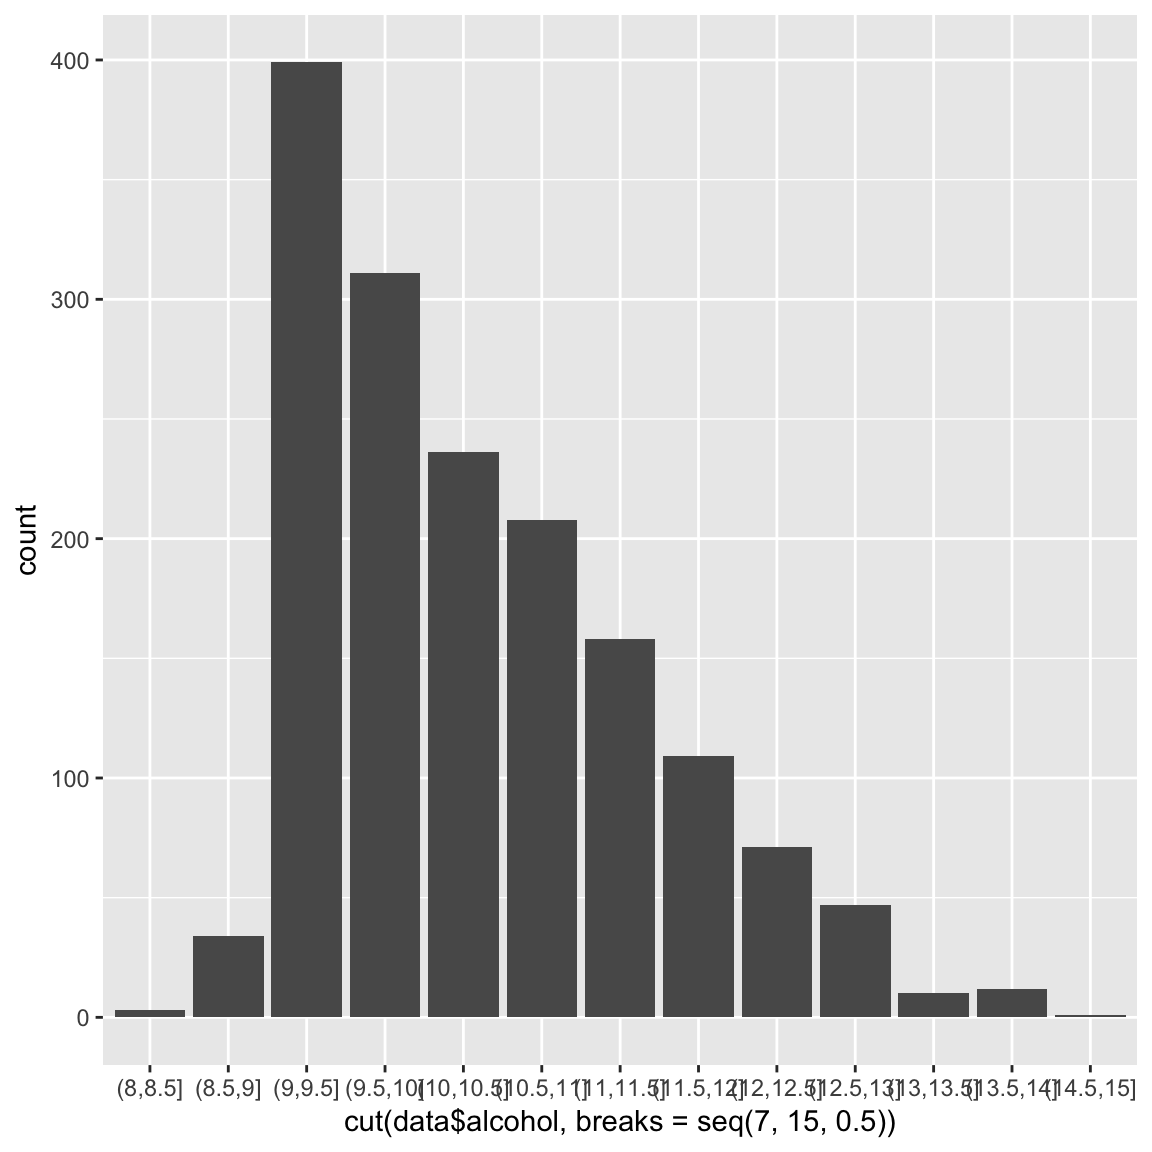 400
300
200
100
0
count
(8,8.5] (8.5,9] (9,9.5] (9.5,10] (10,10.5] (10.5,11] (11,11.5] (11.5,12] (12,12.5] (12.5,13] (13,13.5] (13.5,14] (14.5,15]
cut(data$alcohol, breaks = seq(7, 15, 0.5))